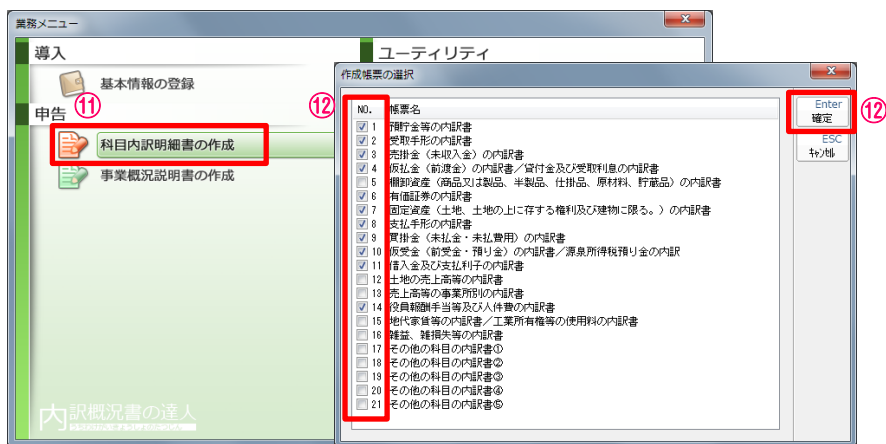 業務メニュー
導入
基本情報の登録
申告
⑪
科目内訳明細書の作成
事業概況説明書の作成
内訳概況書の達人
ユーティリティ
作成帳票の選択
⑫
NO. 帳票名
1 預貯金等の内訳書
2 受取手形の内訳書
3 売掛金（未収入金）の内訳書
4 仮払金（前渡金）の内訳書／貸付金及び受取利息の内訳書
5 棚卸資産（商品又は製品、半製品、仕掛品、原材料、貯蔵品）の内訳書
6 有価証券の内訳書
7 固定資産（土地、土地の上に存する権利及び建物に限る。）の内訳書
8 支払手形の内訳書
9 買掛金（未払金・未払費用）の内訳書
10 仮受金（前受金・預り金）の内訳書／源泉所得税預り金の内訳
11 借入金及び支払利子の内訳書
12 土地の売上高等の内訳書
13 売上高等の事業所別の内訳書
14 役員報酬手当等及び人件費の内訳書
15 地代家賃等の内訳書／工業所有権等の使用料の内訳書
16 雑益、雑損失等の内訳書
17 その他の科目の内訳書①
18 その他の科目の内訳書②
19 その他の科目の内訳書③
20 その他の科目の内訳書④
21 その他の科目の内訳書⑤
Enter
確定
⑫
ESC
ｷｬﾝｾﾙ